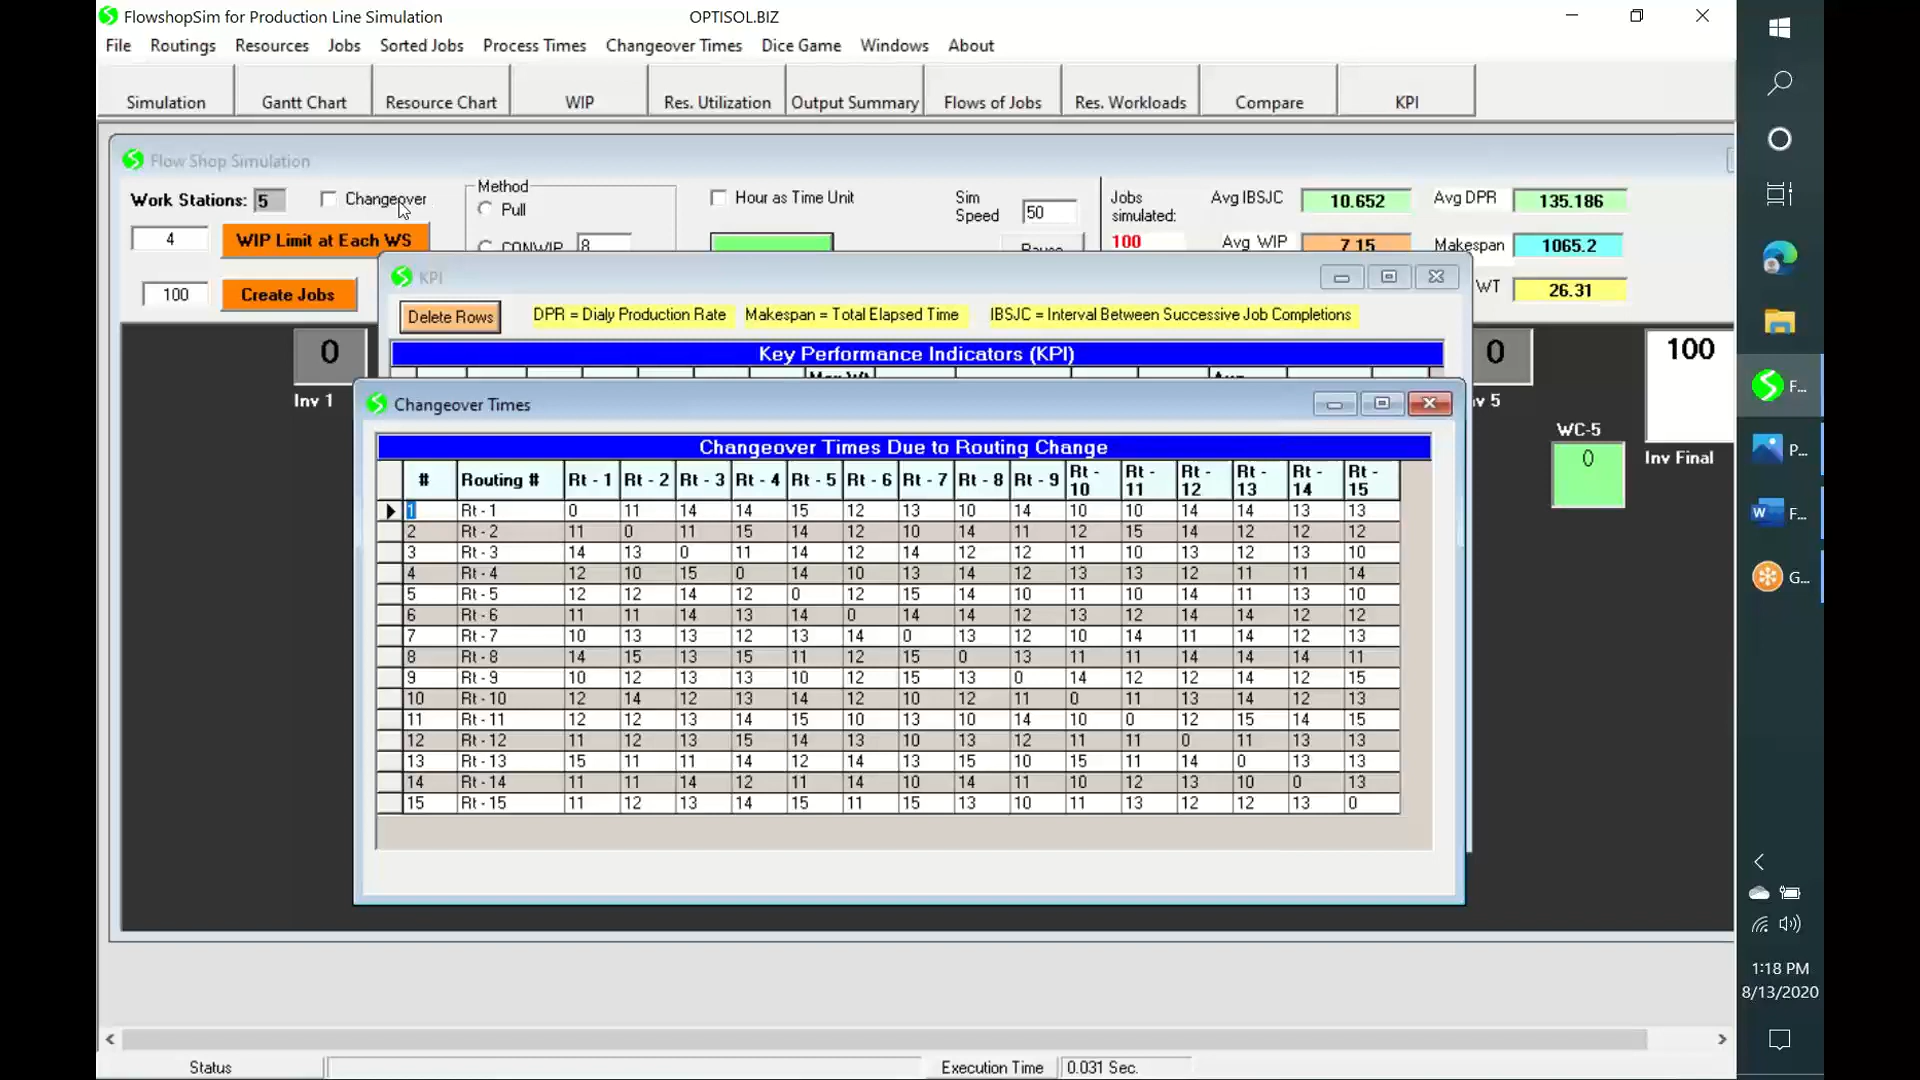 FlowshopSim for Production Line Simulation OPTISOL.BIZ
File Routings Resources Jobs Sorted Jobs Process Times Changeover Times Dice Game Windows About
Simulation Gantt Chart Resource Chart WIP Res. Utilization Output Summary Flows of Jobs Res. Workloads Compare KPI
Flow Shop Simulation
Work Stations: 5 Changeover
4 WIP Limit at Each WS
100 Create Jobs
Method
Pull
CONWIP 8
Hour as Time Unit
Sim Speed 50
Pause
Jobs simulated:
100
Avg IBSJC 10.652 Avg DPR 135.186
Avg WIP 7.15 Makespan 1065.2
WT 26.31
KPI
Delete Rows DPR = Dialy Production Rate Makespan = Total Elapsed Time IBSJC = Interval Between Successive Job Completions
Key Performance Indicators (KPI)
0
Inv 1
0
v 5
100
Inv Final
WC-5
0
Changeover Times
Changeover Times Due to Routing Change
# Routing # Rt - 1 Rt - 2 Rt - 3 Rt - 4 Rt - 5 Rt - 6 Rt - 7 Rt - 8 Rt - 9 Rt - 10 Rt - 11 Rt - 12 Rt - 13 Rt - 14 Rt - 15
1 Rt - 1 0 11 14 14 15 12 13 10 14 10 10 14 14 13 13
2 Rt - 2 11 0 11 15 14 12 10 14 11 12 15 14 12 12 12
3 Rt - 3 14 13 0 11 14 12 14 12 12 11 10 13 12 13 10
4 Rt - 4 12 10 15 0 14 10 13 14 12 13 13 12 11 11 14
5 Rt - 5 12 12 14 12 0 12 15 14 10 11 10 14 11 13 10
6 Rt - 6 11 11 14 13 14 0 14 14 12 13 12 14 14 12 12
7 Rt - 7 10 13 13 12 13 14 0 13 12 10 14 11 14 12 13
8 Rt - 8 14 15 13 15 11 12 15 0 13 11 11 14 14 14 11
9 Rt - 9 10 12 13 13 10 12 15 13 0 14 12 12 14 12 15
10 Rt - 10 12 14 12 13 14 12 10 12 11 0 11 13 14 12 13
11 Rt - 11 12 12 13 14 15 10 13 10 14 10 0 12 15 14 15
12 Rt - 12 11 12 13 15 14 13 10 13 12 11 11 0 11 13 13
13 Rt - 13 15 11 11 14 12 14 13 15 10 15 11 14 0 13 13
14 Rt - 14 11 11 14 12 11 14 10 14 11 10 12 13 10 0 13
15 Rt - 15 11 12 13 14 15 11 15 13 10 11 13 12 12 13 0
Status Execution Time 0.031 Sec.
F...
P...
F...
G...
1:18 PM
8/13/2020